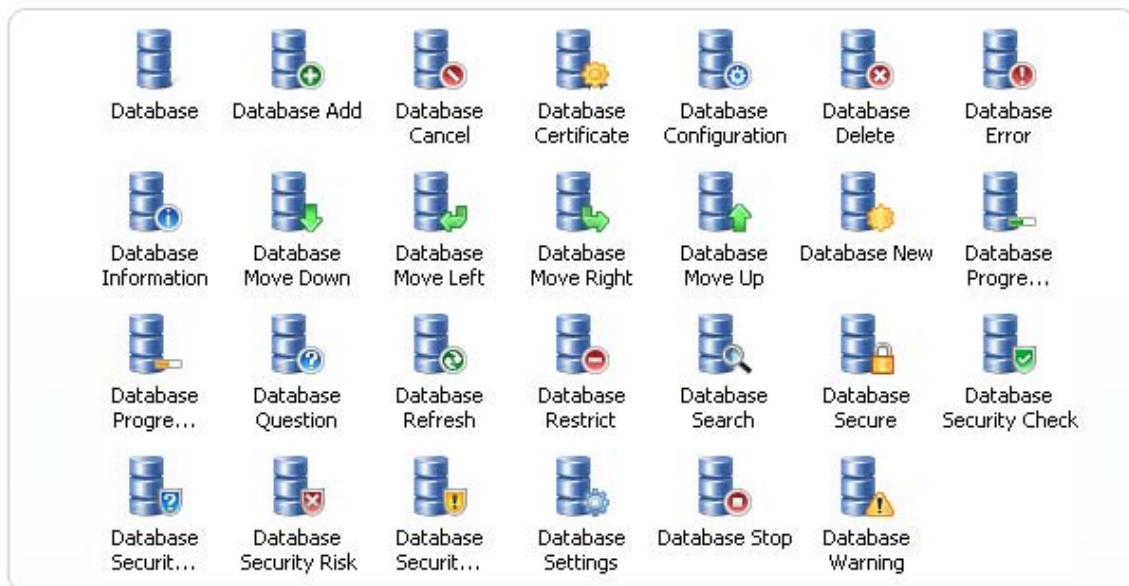 Database
Database Add
Database
Cancel
Database
Certificate
Database
Configuration
Database
Delete
Database
Error
Database
Information
Database
Move Down
Database
Move Left
Database
Move Right
Database
Move Up
Database New
Database
Progre...
Database
Progre...
Database
Question
Database
Refresh
Database
Restrict
Database
Search
Database
Secure
Database
Security Check
Database
Securit...
Database
Security Risk
Database
Securit...
Database
Settings
Database Stop
Database
Warning